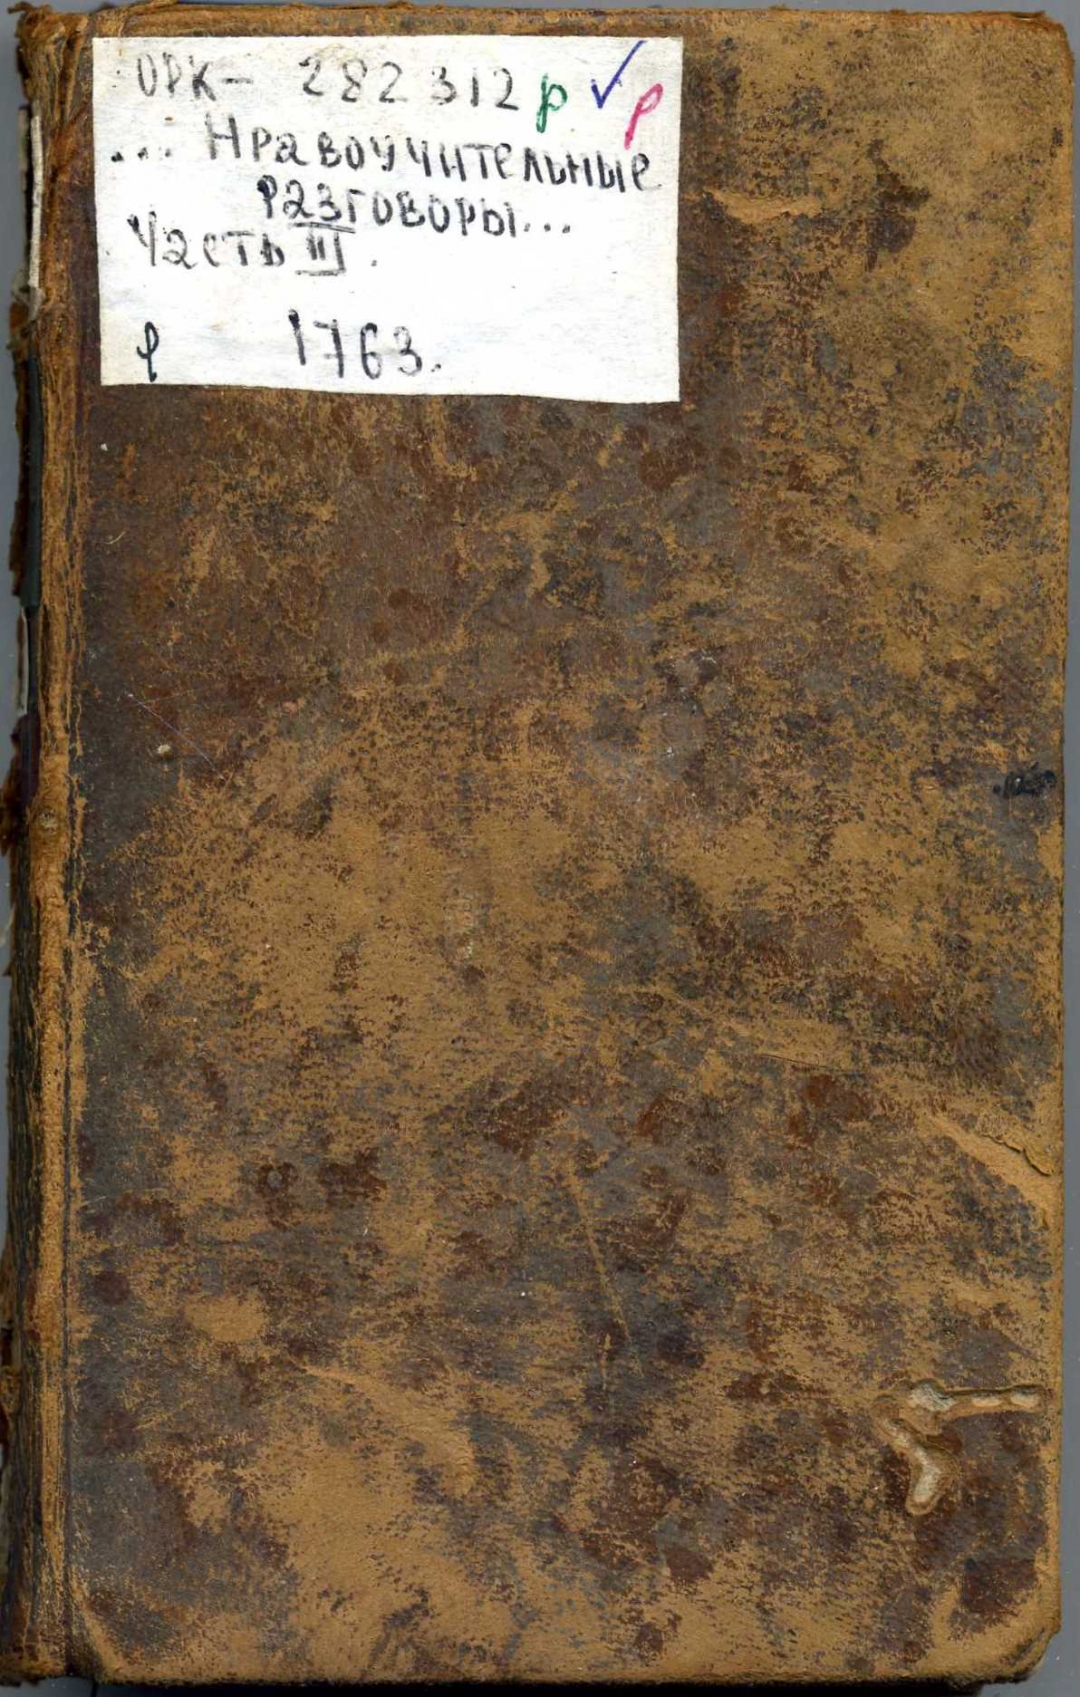 ОРК- 282312 р ✓ р
... Нравоучительные
разговоры...
Часть III.
р 1763.